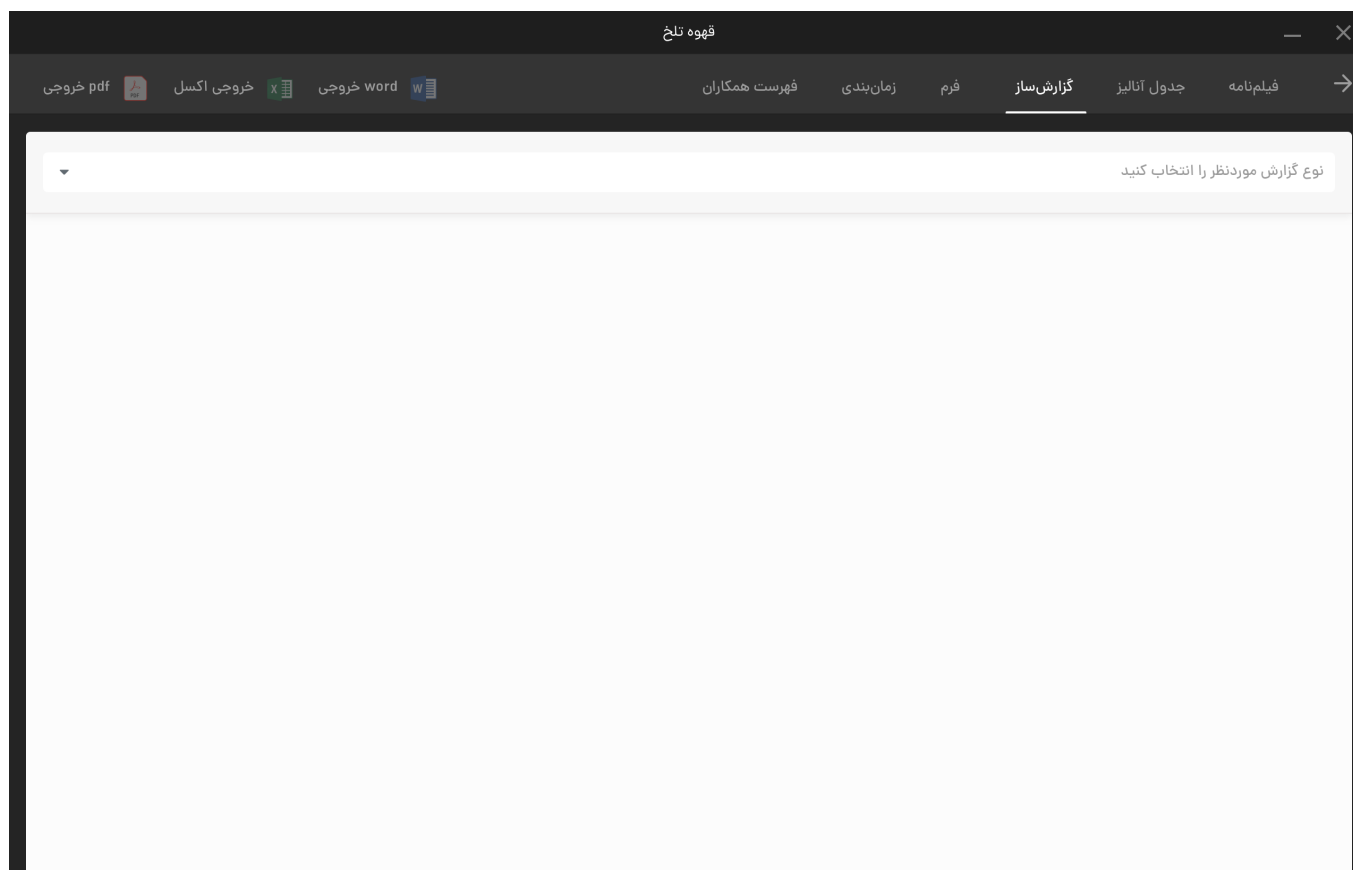 قهوه تلخ
فیلم‌نامه جدول آنالیز گزارش‌ساز فرم زمان‌بندی فهرست همکاران خروجی word خروجی اکسل خروجی pdf
نوع گزارش موردنظر را انتخاب کنید